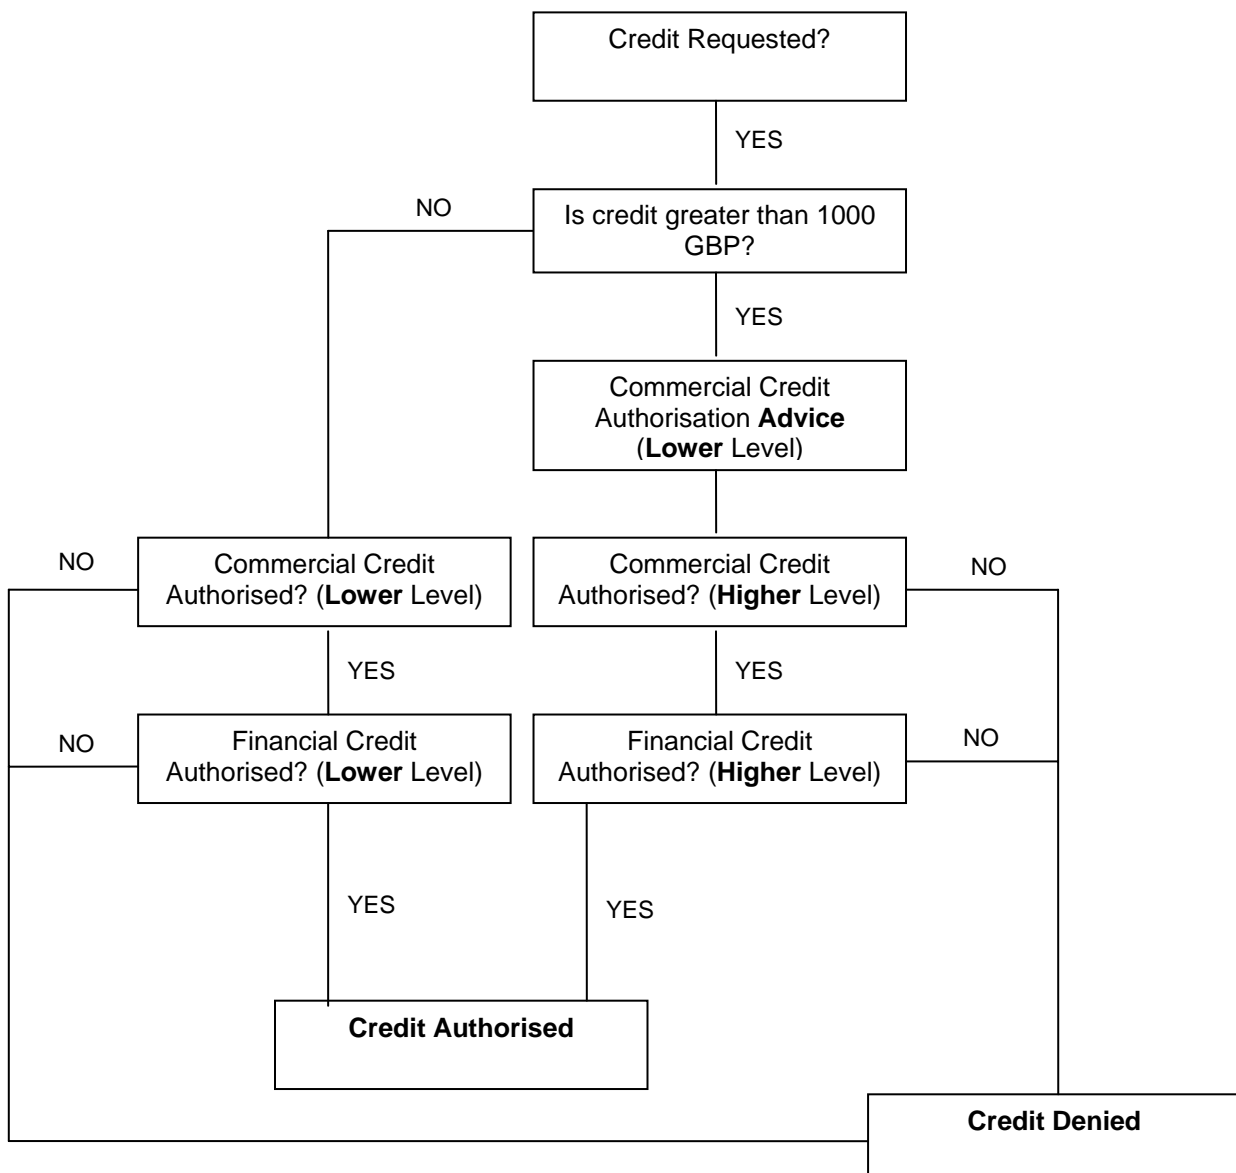 Credit Requested?
YES
NO
Is credit greater than 1000
GBP?
YES
Commercial Credit
Authorisation Advice
(Lower Level)
NO
Commercial Credit
Authorised? (Lower Level)
Commercial Credit
Authorised? (Higher Level)
NO
YES
YES
NO
Financial Credit
Authorised? (Lower Level)
Financial Credit
Authorised? (Higher Level)
NO
YES
YES
Credit Authorised
Credit Denied